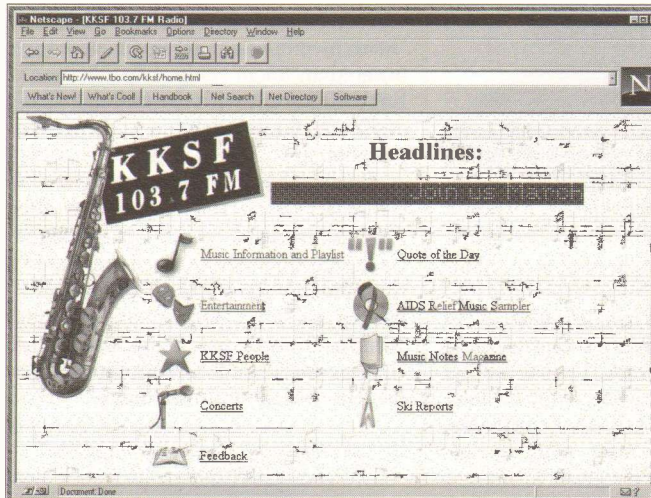 Netscape - [KKSF 103.7 FM Radio]
File Edit View Go Bookmarks Options Directory Window Help
Location: http://www.tbo.com/kksf/home.html
What's New! What's Cool! Handbook Net Search Net Directory Software
N
KKSF
103.7 FM
Headlines:
Join us March
Music Information and Playlist
Quote of the Day
Entertainment
AIDS Relief Music Sampler
KKSF People
Music Notes Magazine
Concerts
Ski Reports
Feedback
Document: Done